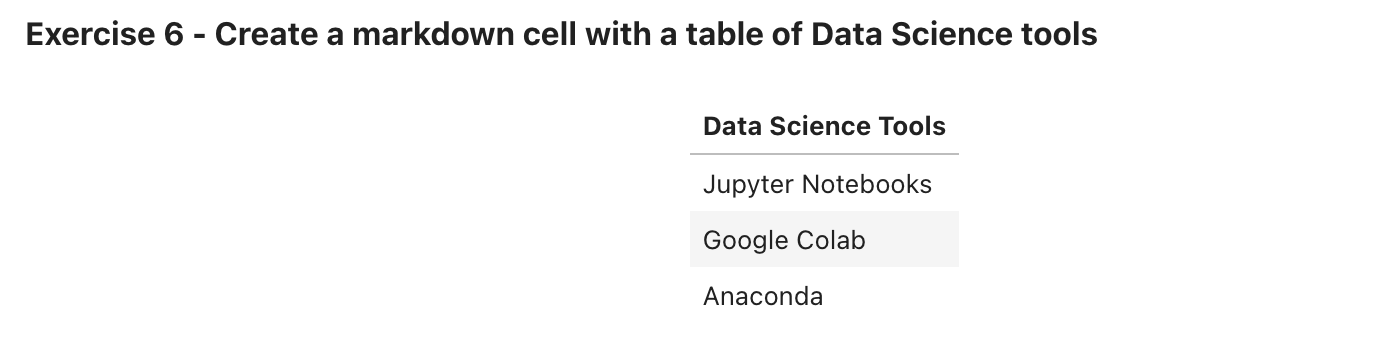 Exercise 6 - Create a markdown cell with a table of Data Science tools
Data Science Tools
Jupyter Notebooks
Google Colab
Anaconda